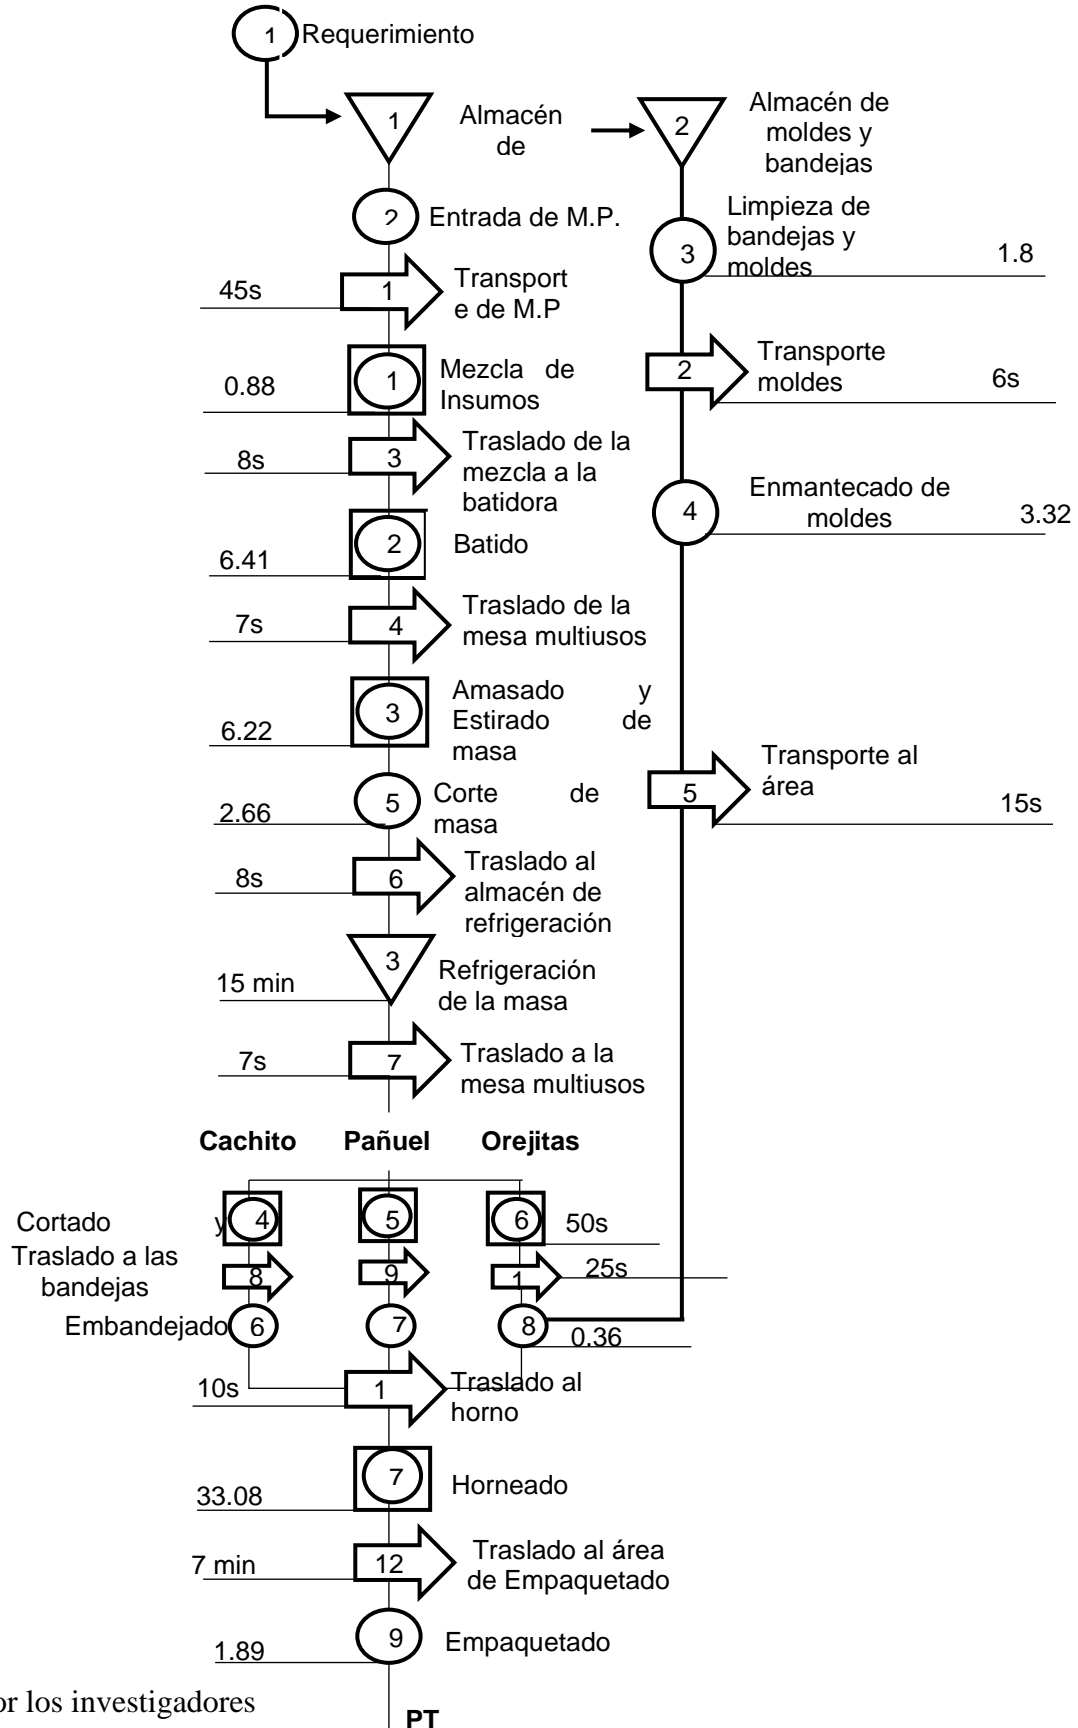 1 Requerimiento
1
Almacén
de
2
Almacén de
moldes y
bandejas
2 Entrada de M.P.
3
Limpieza de
bandejas y
moldes
1.8
45s
1
Transport
e de M.P
2
Transporte
moldes
6s
0.88
1
Mezcla de
Insumos
8s
3
Traslado de la
mezcla a la
batidora
4
Enmantecado de
moldes
3.32
6.41
2
Batido
7s
4
Traslado de la
mesa multiusos
6.22
3
Amasado y
Estirado de
masa
5
Transporte al
área
15s
2.66
5
Corte de
masa
8s
6
Traslado al
almacén de
refrigeración
15 min
3
Refrigeración
de la masa
7s
7
Traslado a la
mesa multiusos
Cachito Pañuel Orejitas
Cortado y
4 5 6 50s
Traslado a las
bandejas
8 9 1 25s
Embandejado 6 7 8 0.36
10s
1
Traslado al
horno
33.08
7
Horneado
7 min
12
Traslado al área
de Empaquetado
1.89
9
Empaquetado
or los investigadores
PT